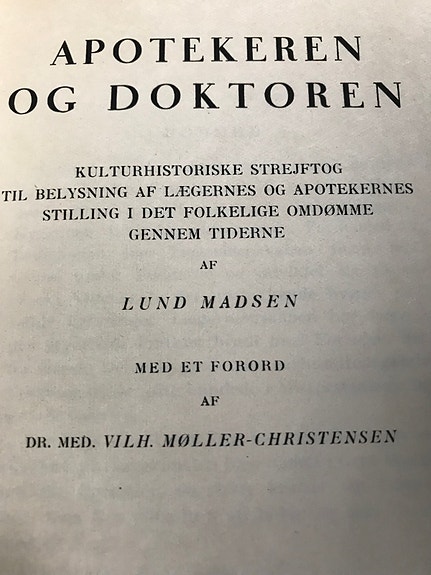 APOTEKEREN
OG DOKTOREN
KULTURHISTORISKE STREJFTOG
TIL BELYSNING AF LÆGERNES OG APOTEKERNES
STILLING I DET FOLKELIGE OMDØMME
GENNEM TIDERNE
AF
LUND MADSEN
MED ET FORORD
AF
DR. MED. VILH. MØLLER-CHRISTENSEN